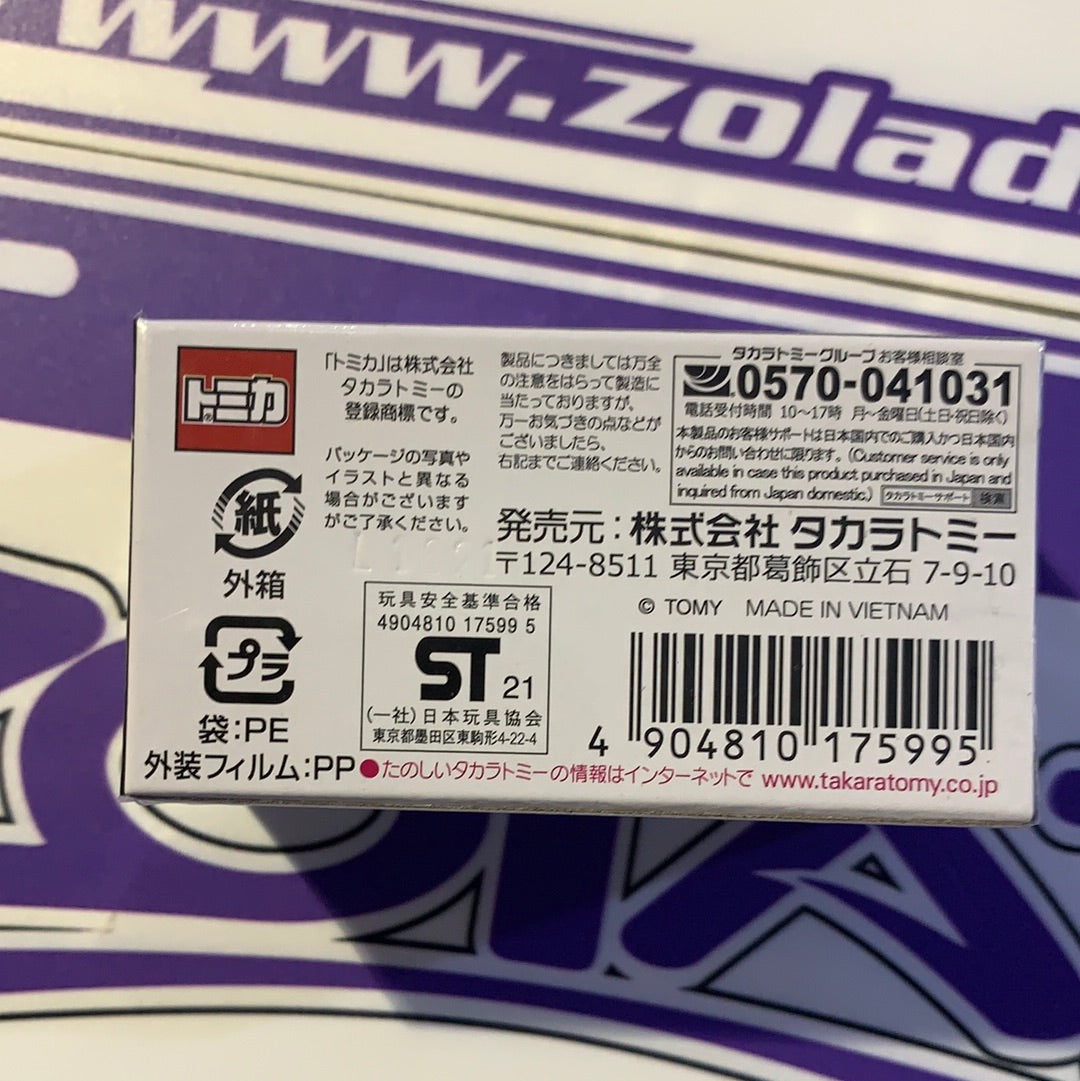 www.zolad
トミカ
「トミカ」は株式会社
タカラトミーの
登録商標です。
パッケージの写真や
イラストと異なる
場合がございます
がご了承ください。
製品につきましては万全
の注意をはらって製造に
当たっておりますが、
万一お気づきの点などが
ございましたら、
右記までご連絡ください。
タカラトミーグループお客様相談室
0570-041031
電話受付時間 10〜17時 月〜金曜日(土日・祝日除く)
本製品のお客様サポートは日本国内でのご購入かつ日本国内
からのお問い合わせに限ります。(Customer service is only
available in case this product purchased in Japan and
inquired from Japan domestic.) タカラトミーサポート 検索
発売元:株式会社 タカラトミー
〒124-8511 東京都葛飾区立石 7-9-10
© TOMY MADE IN VIETNAM
紙
外箱
プラ
袋:PE
外装フィルム:PP
玩具安全基準合格
4904810 17599 5
ST 21
(一社)日本玩具協会
東京都墨田区東駒形4-22-4
4 904810 175995
●たのしいタカラトミーの情報はインターネットで www.takaratomy.co.jp